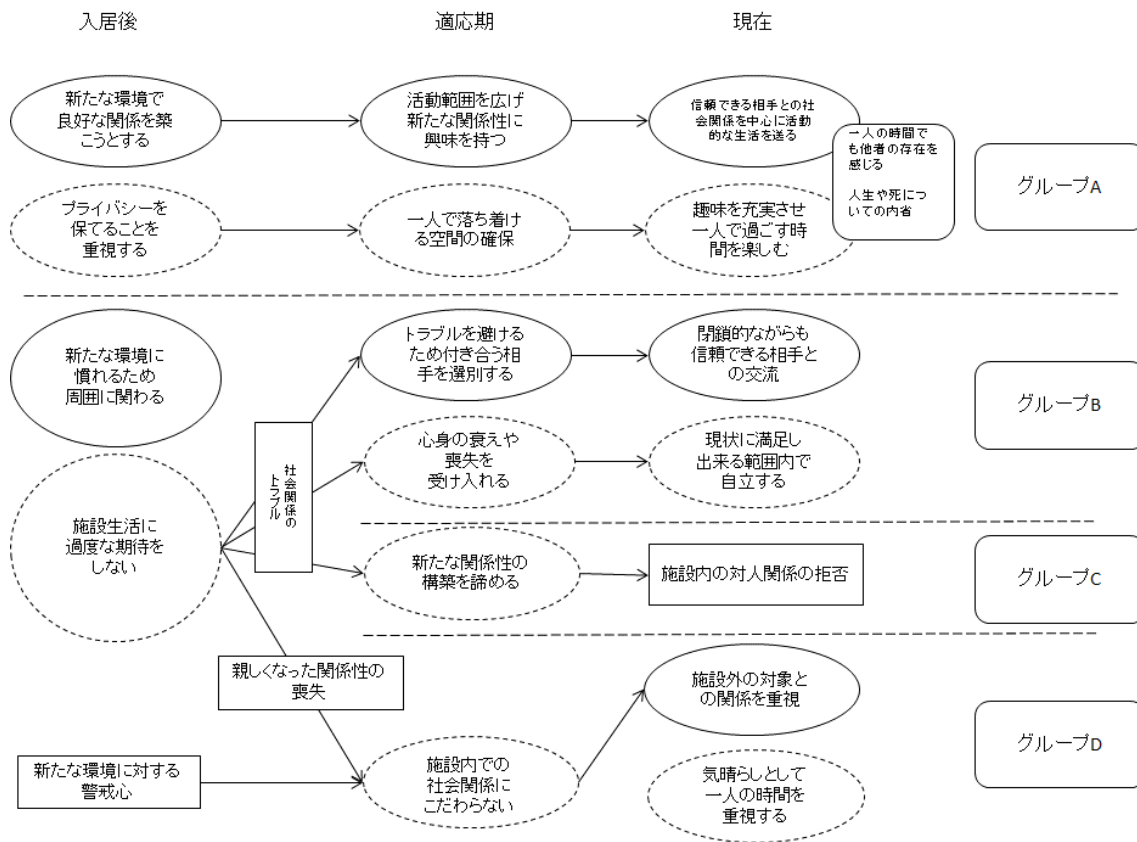 入居後
適応期
現在
新たな環境で
良好な関係を築
こうとする
活動範囲を広げ
新たな関係性に
興味を持つ
信頼できる相手との社
会関係を中心に活動
的な生活を送る
一人の時間で
も他者の存在を
感じる
人生や死につ
いての内省
グループA
プライバシーを
保てることを
重視する
一人で落ち着け
る空間の確保
趣味を充実させ
一人で過ごす時
間を楽しむ
新たな環境に
慣れるため
周囲に関わる
トラブルを避ける
ため付き合う相
手を選別する
閉鎖的ながらも
信頼できる相手と
の交流
グループB
社会関係の
トラブル
心身の衰えや
喪失を
受け入れる
現状に満足し
出来る範囲内で
自立する
施設生活に
過度な期待を
しない
新たな関係性の
構築を諦める
施設内の対人関係の拒否
グループC
親しくなった関係性の
喪失
施設外の対象と
の関係を重視
グループD
新たな環境に対する
警戒心
施設内での
社会関係に
こだわらない
気晴らしとして
一人の時間を
重視する